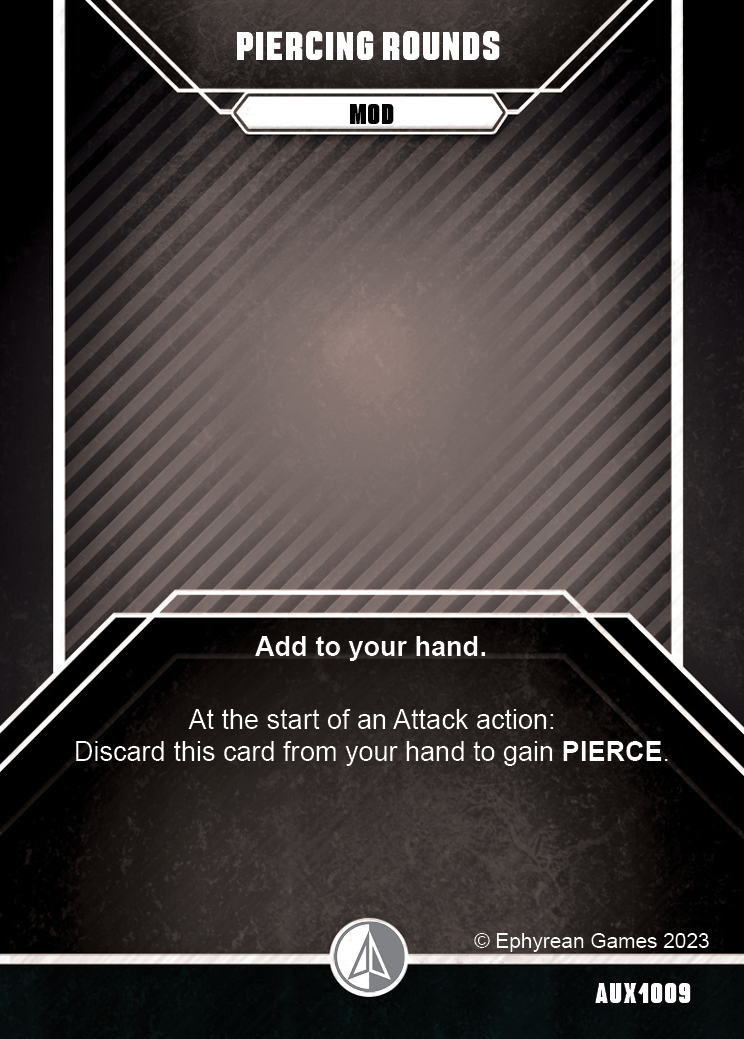 PIERCING ROUNDS
MOD
Add to your hand.
At the start of an Attack action:
Discard this card from your hand to gain PIERCE.
© Ephyrean Games 2023
AUX1009